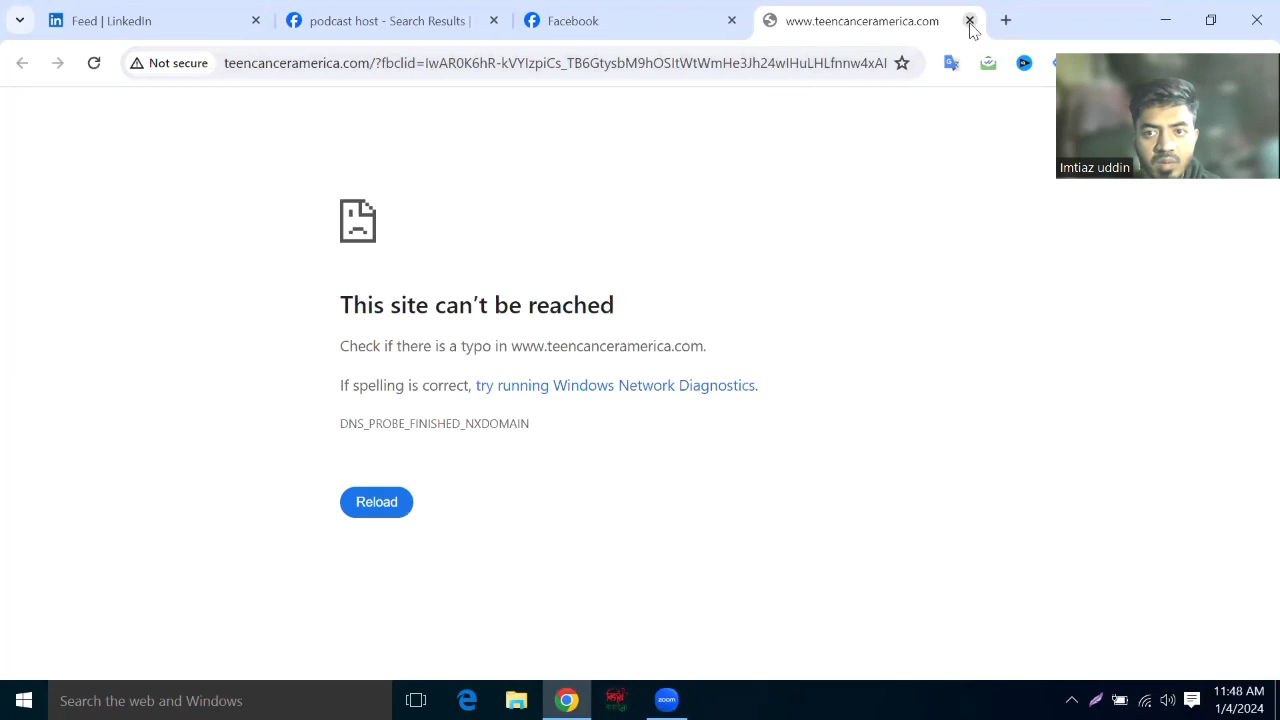 Feed | LinkedIn
podcast host - Search Results |
Facebook
www.teencanceramerica.com
Not secure
teencanceramerica.com/?fbclid=IwAR0K6hR-kVYIzpiCs_TB6GtysbM9hOSItWtWmHe3Jh24wIHuLHLfnnw4xAI
Imtiaz uddin
This site can't be reached
Check if there is a typo in www.teencanceramerica.com.
If spelling is correct, try running Windows Network Diagnostics.
DNS_PROBE_FINISHED_NXDOMAIN
Reload
Search the web and Windows
zoom
11:48 AM
1/4/2024